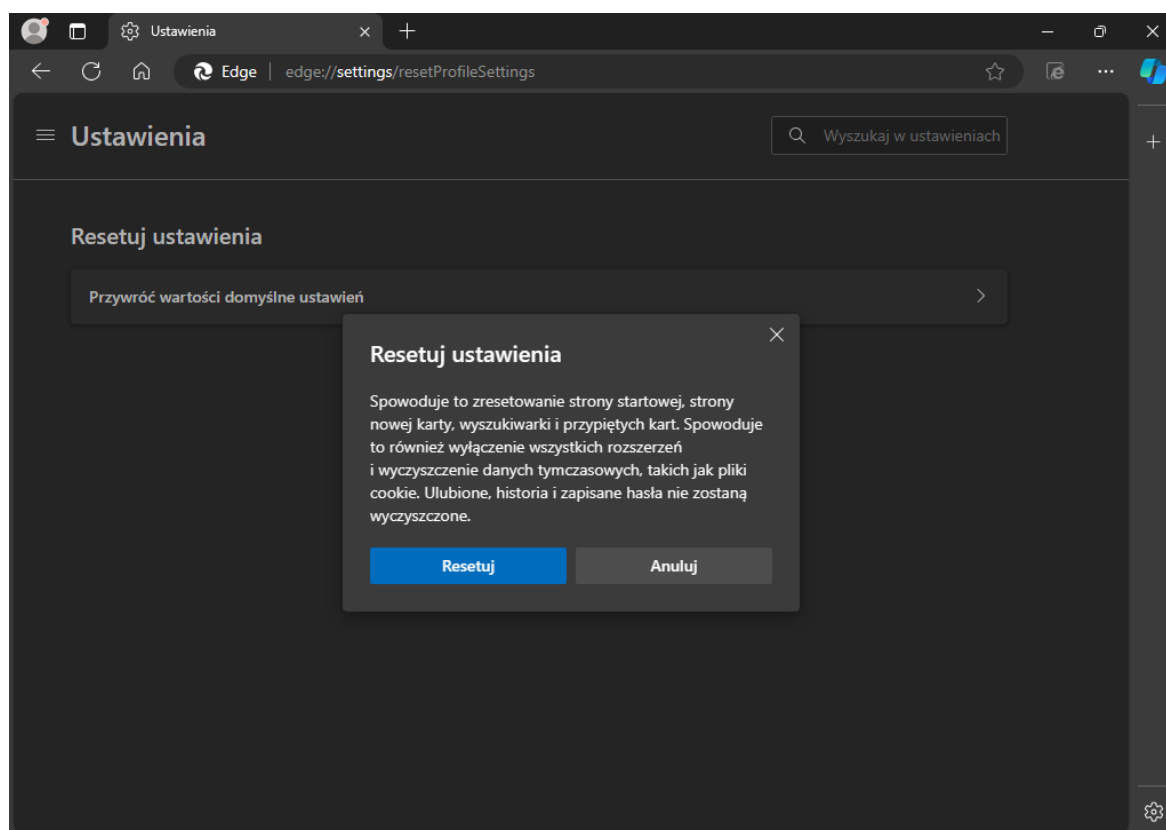 Ustawienia
Edge
edge://settings/resetProfileSettings
Ustawienia
Wyszukaj w ustawieniach
Resetuj ustawienia
Przywróć wartości domyślne ustawień
Resetuj ustawienia
Spowoduje to zresetowanie strony startowej, strony
nowej karty, wyszukiwarki i przypiętych kart. Spowoduje
to również wyłączenie wszystkich rozszerzeń
i wyczyszczenie danych tymczasowych, takich jak pliki
cookie. Ulubione, historia i zapisane hasła nie zostaną
wyczyszczone.
Resetuj
Anuluj